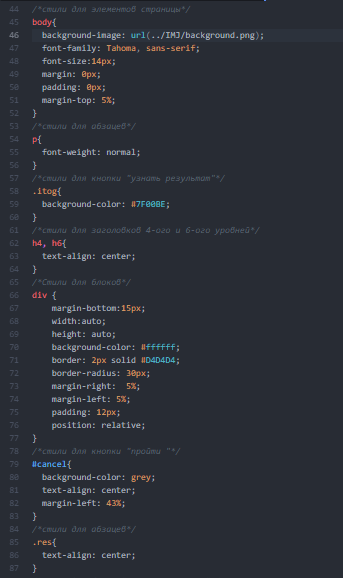 44 /*стили для элементов страницы*/
45 body{
46 background-image: url(../IMJ/background.png);
47 font-family: Tahoma, sans-serif;
48 font-size:14px;
49 margin: 0px;
50 padding: 0px;
51 margin-top: 5%;
52 }
53 /*стили для абзацев*/
54 p{
55 font-weight: normal;
56 }
57 /*стили для кнопки "узнать результат"*/
58 .itog{
59 background-color: #7F00BE;
60 }
61 /*стили для заголовков 4-ого и 6-ого уровней*/
62 h4, h6{
63 text-align: center;
64 }
65 /*Стили для блоков*/
66 div {
67 margin-bottom:15px;
68 width:auto;
69 height: auto;
70 background-color: #ffffff;
71 border: 2px solid #D4D4D4;
72 border-radius: 30px;
73 margin-right:  5%;
74 margin-left: 5%;
75 padding: 12px;
76 position: relative;
77 }
78 /*стили для кнопки "пройти "*/
79 #cancel{
80 background-color: grey;
81 text-align: center;
82 margin-left: 43%;
83 }
84 /*стили для абзацев*/
85 .res{
86 text-align: center;
87 }